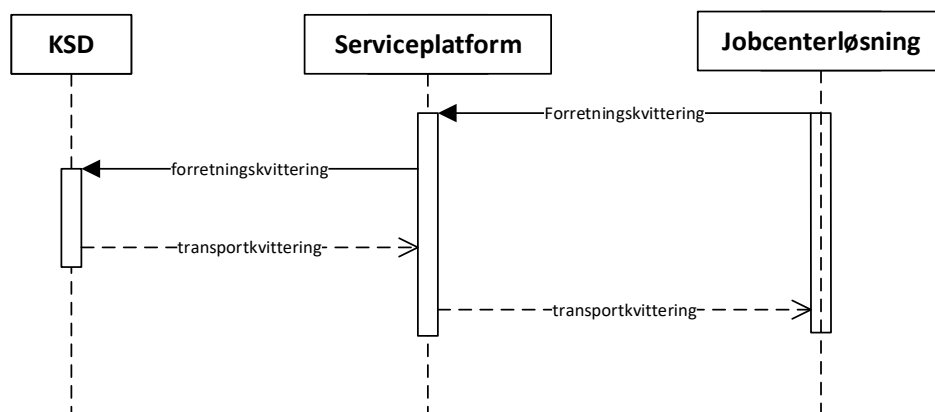 KSD
Serviceplatform
Jobcenterløsning
Forretningskvittering
forretningskvittering
transportkvittering
transportkvittering